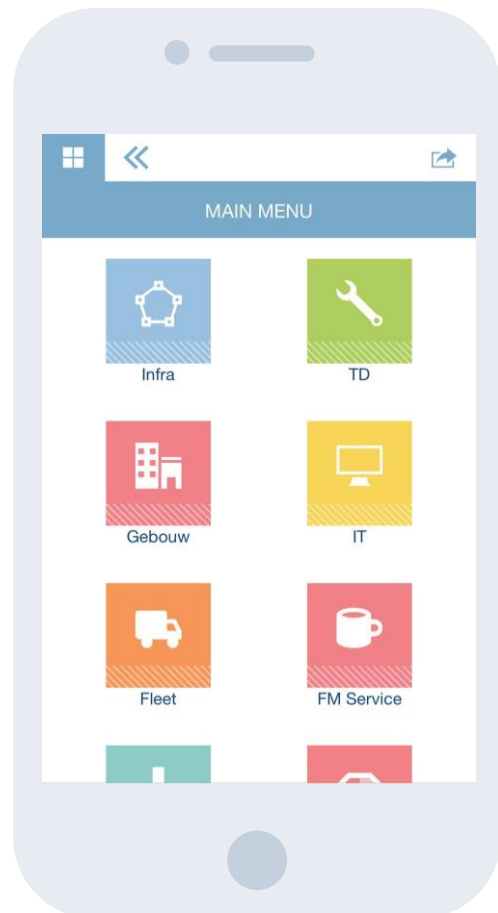 MAIN MENU
Infra
TD
Gebouw
IT
Fleet
FM Service